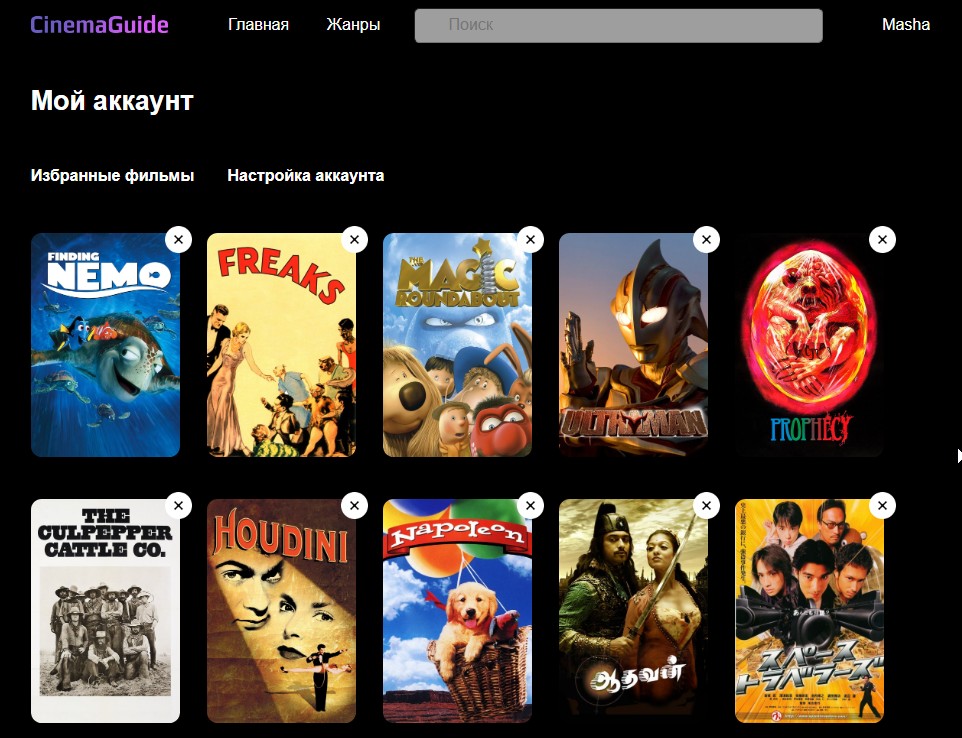 CinemaGuide
Главная
Жанры
Поиск
Masha
Мой аккаунт
Избранные фильмы
Настройка аккаунта
FINDING
NEMO
FREAKS
THE
MAGIC
ROUNDABOUT
ULTRAMAN
PROPHECY
THE
CULPEPPER
CATTLE CO.
HOUDINI
Napoleon
ஆதவன்
スペース
トラベラーズ